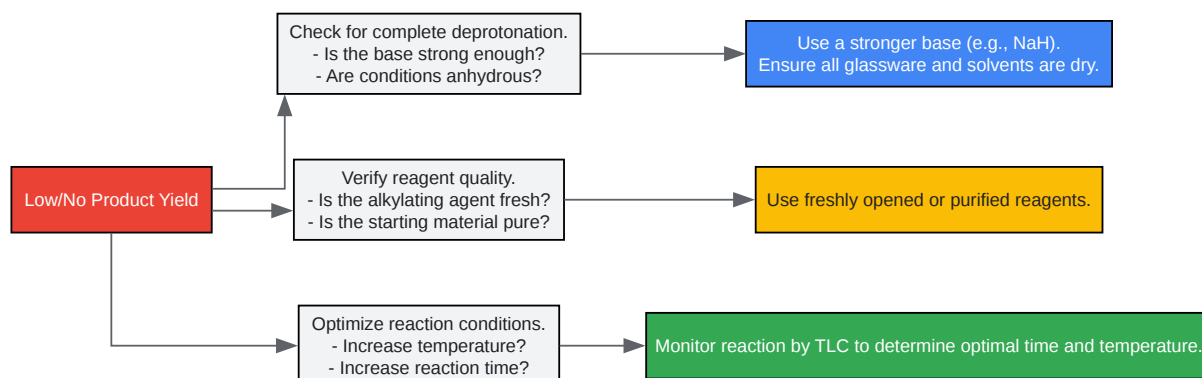 Check for complete deprotonation.
- Is the base strong enough?
- Are conditions anhydrous?
Use a stronger base (e.g., NaH).
Ensure all glassware and solvents are dry.
Low/No Product Yield
Verify reagent quality.
- Is the alkylating agent fresh?
- Is the starting material pure?
Use freshly opened or purified reagents.
Optimize reaction conditions.
- Increase temperature?
- Increase reaction time?
Monitor reaction by TLC to determine optimal time and temperature.